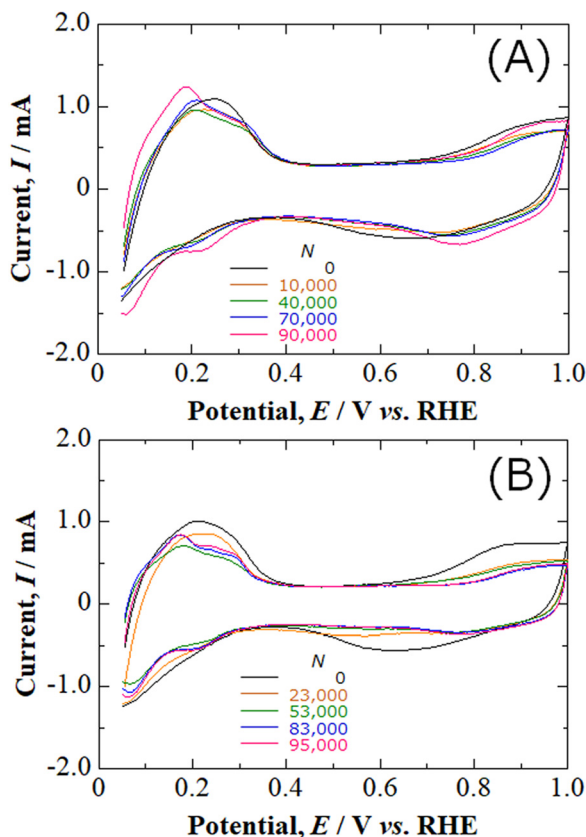 2.0
(A)
1.0
0
-1.0
-2.0
Current, I / mA
N
0
10,000
40,000
70,000
90,000
0 0.2 0.4 0.6 0.8 1.0
Potential, E / V vs. RHE
2.0
(B)
1.0
0
-1.0
-2.0
Current, I / mA
N
0
23,000
53,000
83,000
95,000
0 0.2 0.4 0.6 0.8 1.0
Potential, E / V vs. RHE